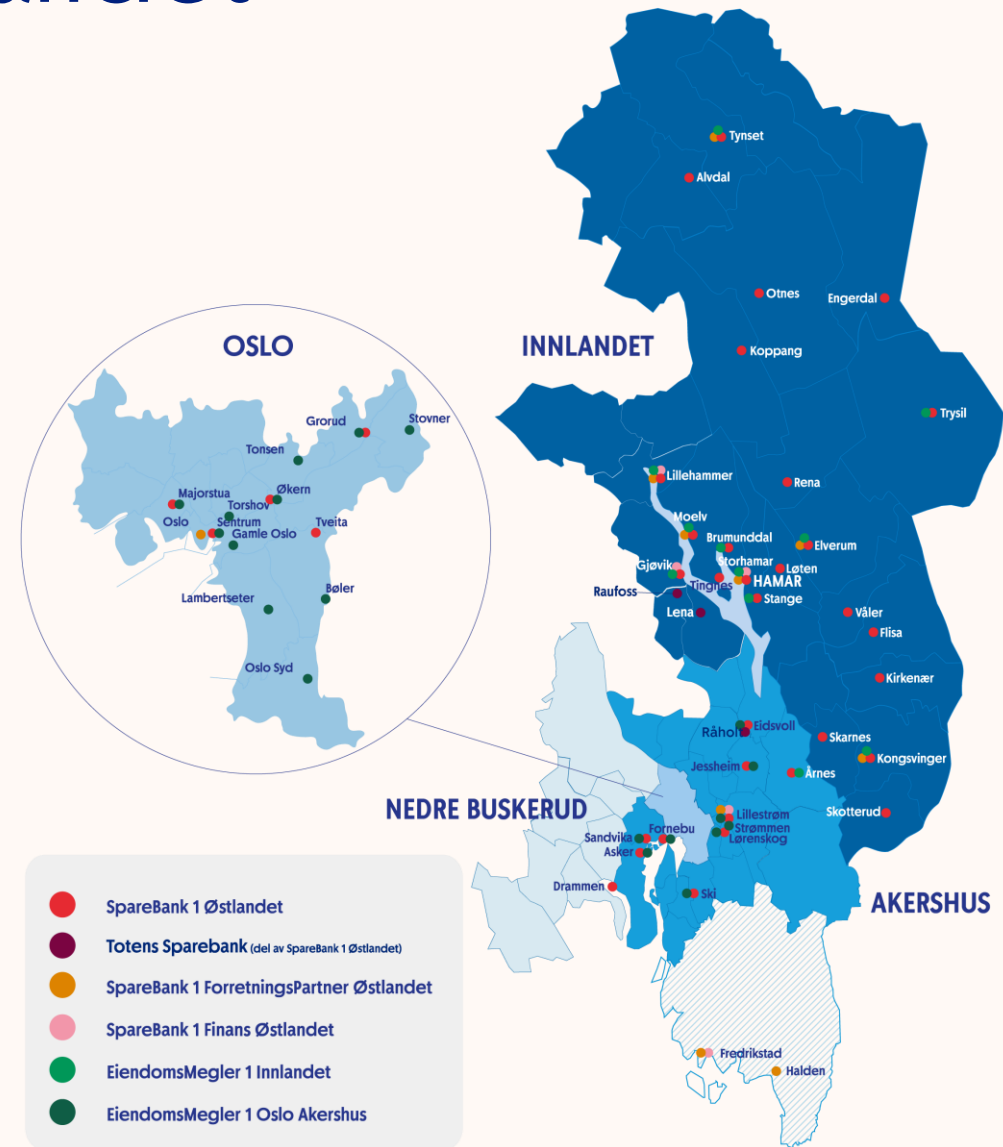 Tynset
Alvdal
Otnes
Engerdal
OSLO
INNLANDET
Koppang
Trysil
Grorud
Stovner
Tonsen
Lillehammer
Rena
Majorstua
Økern
Torshov
Oslo
Sentrum
Tveita
Gamle Oslo
Moelv
Brumunddal
Elverum
Gjøvik
Storhamar
Løten
Tingnes
HAMAR
Raufoss
Stange
Lambertseter
Bøler
Lena
Våler
Flisa
Oslo Syd
Kirkenær
Eidsvoll
Råholt
Skarnes
Kongsvinger
Jessheim
Årnes
NEDRE BUSKERUD
Lillestrøm
Skotterud
Fornebu
Strømmen
Sandvika
Lørenskog
Asker
Drammen
Ski
AKERSHUS
SpareBank 1 Østlandet
Totens Sparebank (del av SpareBank 1 Østlandet)
SpareBank 1 ForretningsPartner Østlandet
SpareBank 1 Finans Østlandet
EiendomsMegler 1 Innlandet
EiendomsMegler 1 Oslo Akershus
Fredrikstad
Halden